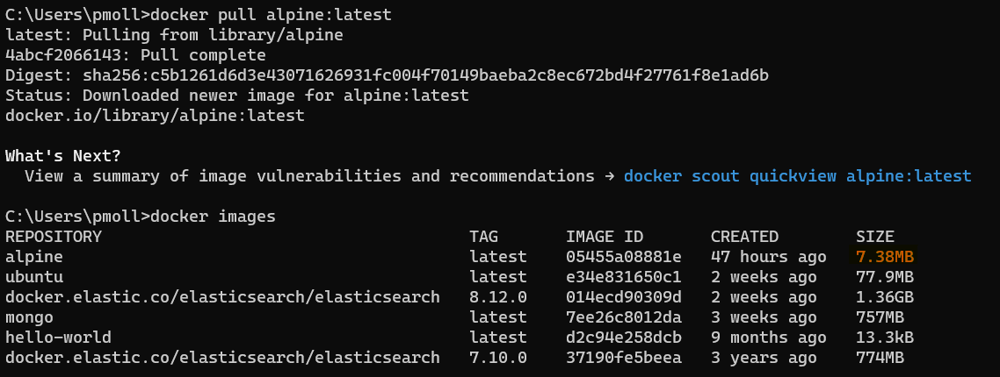 C:\Users\pmoll>docker pull alpine:latest
latest: Pulling from library/alpine
4abcf2066143: Pull complete
Digest: sha256:c5b1261d6d3e43071626931fc004f70149baeba2c8ec672bd4f27761f8e1ad6b
Status: Downloaded newer image for alpine:latest
docker.io/library/alpine:latest
What's Next?
View a summary of image vulnerabilities and recommendations → docker scout quickview alpine:latest
C:\Users\pmoll>docker images
REPOSITORY TAG IMAGE ID CREATED SIZE
alpine latest 05455a08881e 47 hours ago 7.38MB
ubuntu latest e34e831650c1 2 weeks ago 77.9MB
docker.elastic.co/elasticsearch/elasticsearch 8.12.0 014ecd90309d 2 weeks ago 1.36GB
mongo latest 7ee26c8012da 3 weeks ago 757MB
hello-world latest d2c94e258dcb 9 months ago 13.3kB
docker.elastic.co/elasticsearch/elasticsearch 7.10.0 37190fe5beea 3 years ago 774MB